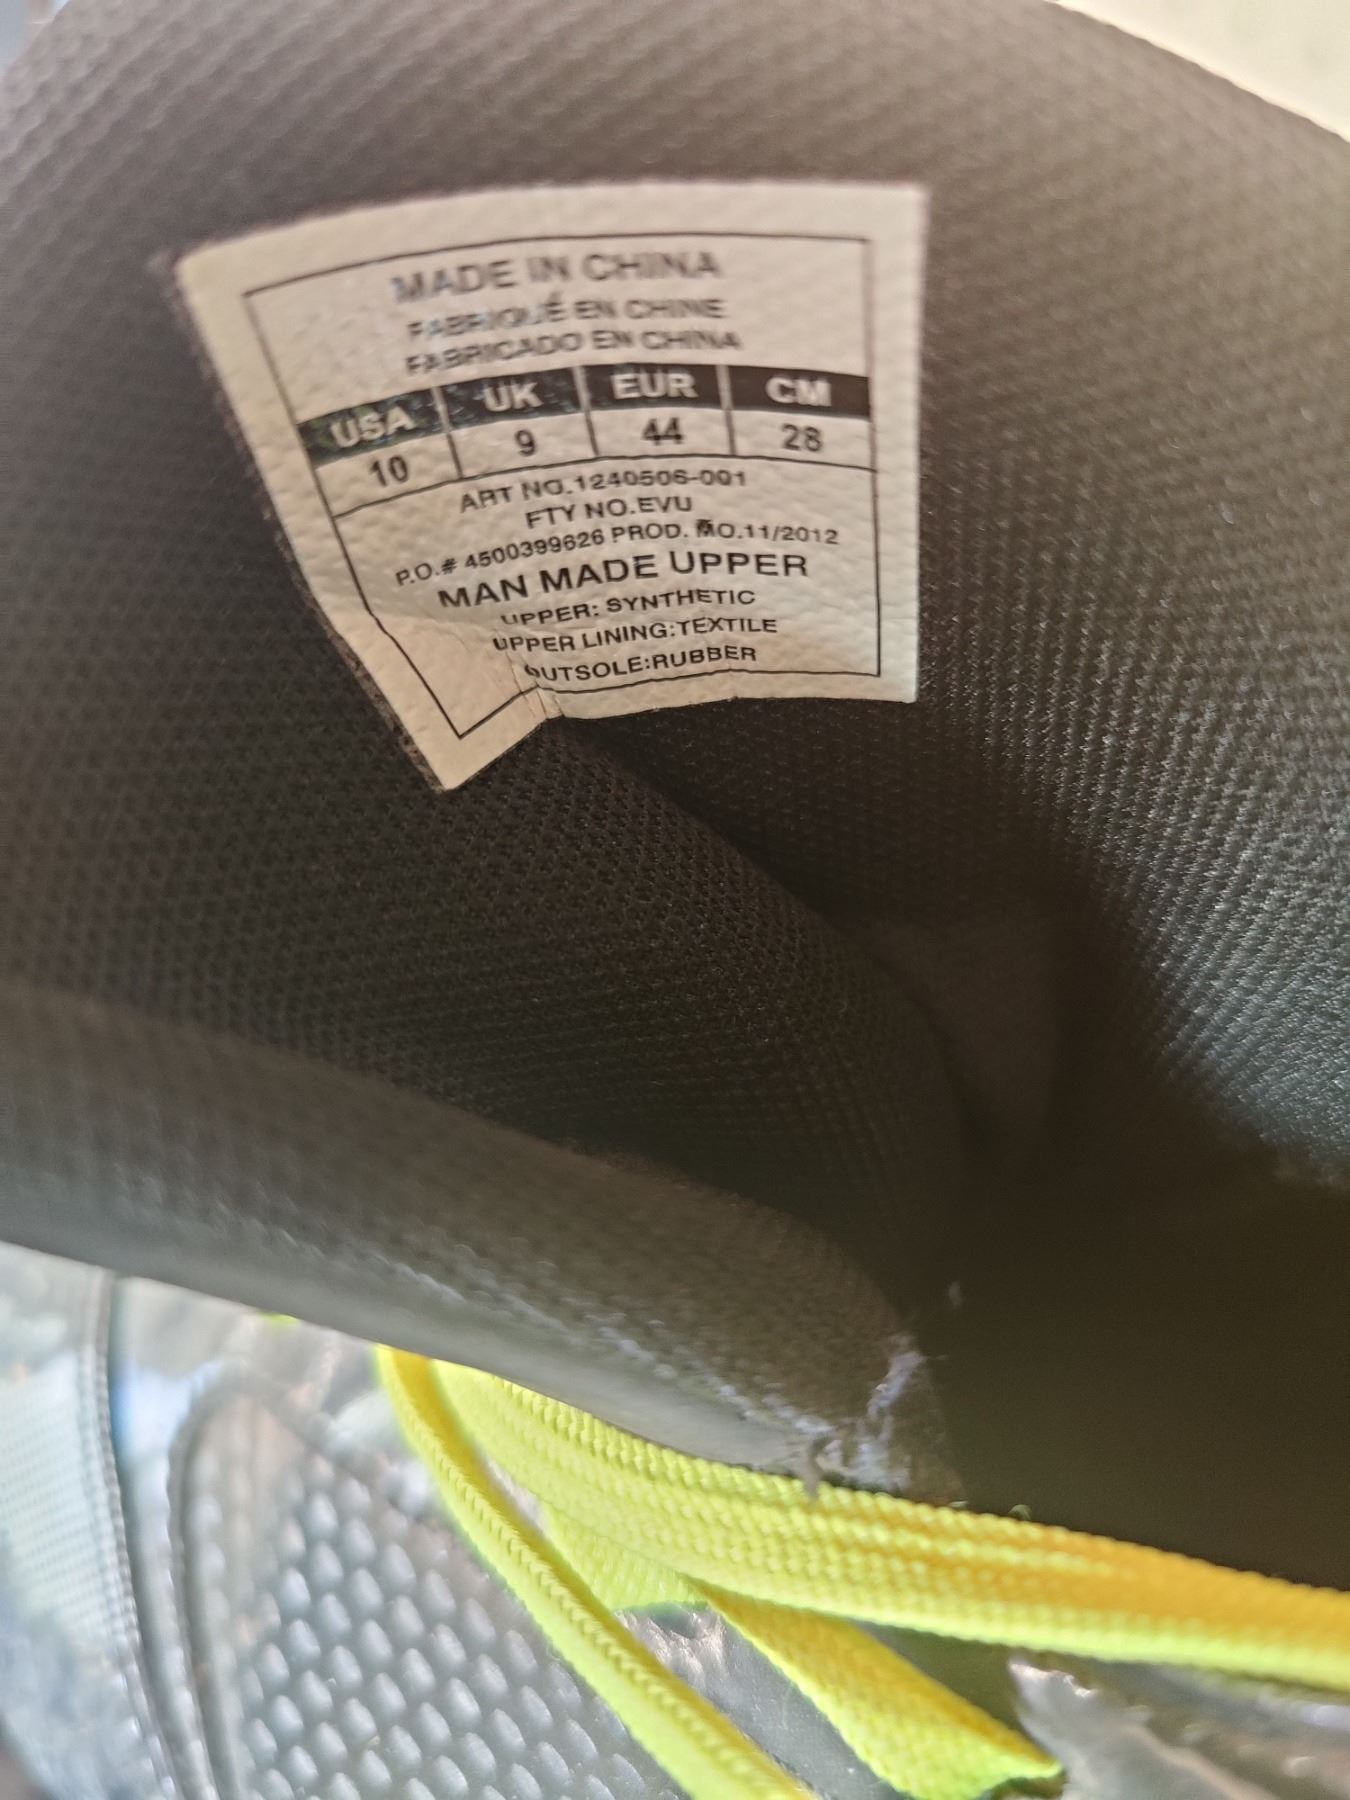 MADE IN CHINA
FABRIQUÉ EN CHINE
FABRICADO EN CHINA
USA UK EUR CM
10 9 44 28
ART NO.1240506-001
FTY NO.EVU
P.O.# 4500399626 PROD. MO.11/2012
MAN MADE UPPER
UPPER: SYNTHETIC
UPPER LINING:TEXTILE
OUTSOLE:RUBBER